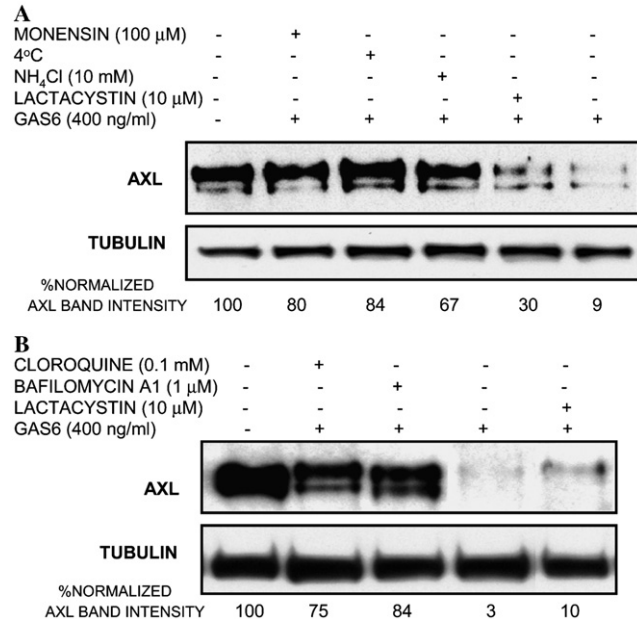 A
MONENSIN (100 μM) - + - - - -
4ºC - - + - - -
NH₄Cl (10 mM) - - - + - -
LACTACYSTIN (10 μM) - - - - + -
GAS6 (400 ng/ml) - + + + + +
AXL
TUBULIN
%NORMALIZED
AXL BAND INTENSITY 100 80 84 67 30 9
B
CLOROQUINE (0.1 mM) - + - - -
BAFILOMYCIN A1 (1 μM) - - + - -
LACTACYSTIN (10 μM) - - - - +
GAS6 (400 ng/ml) - + + + +
AXL
TUBULIN
%NORMALIZED
AXL BAND INTENSITY 100 75 84 3 10